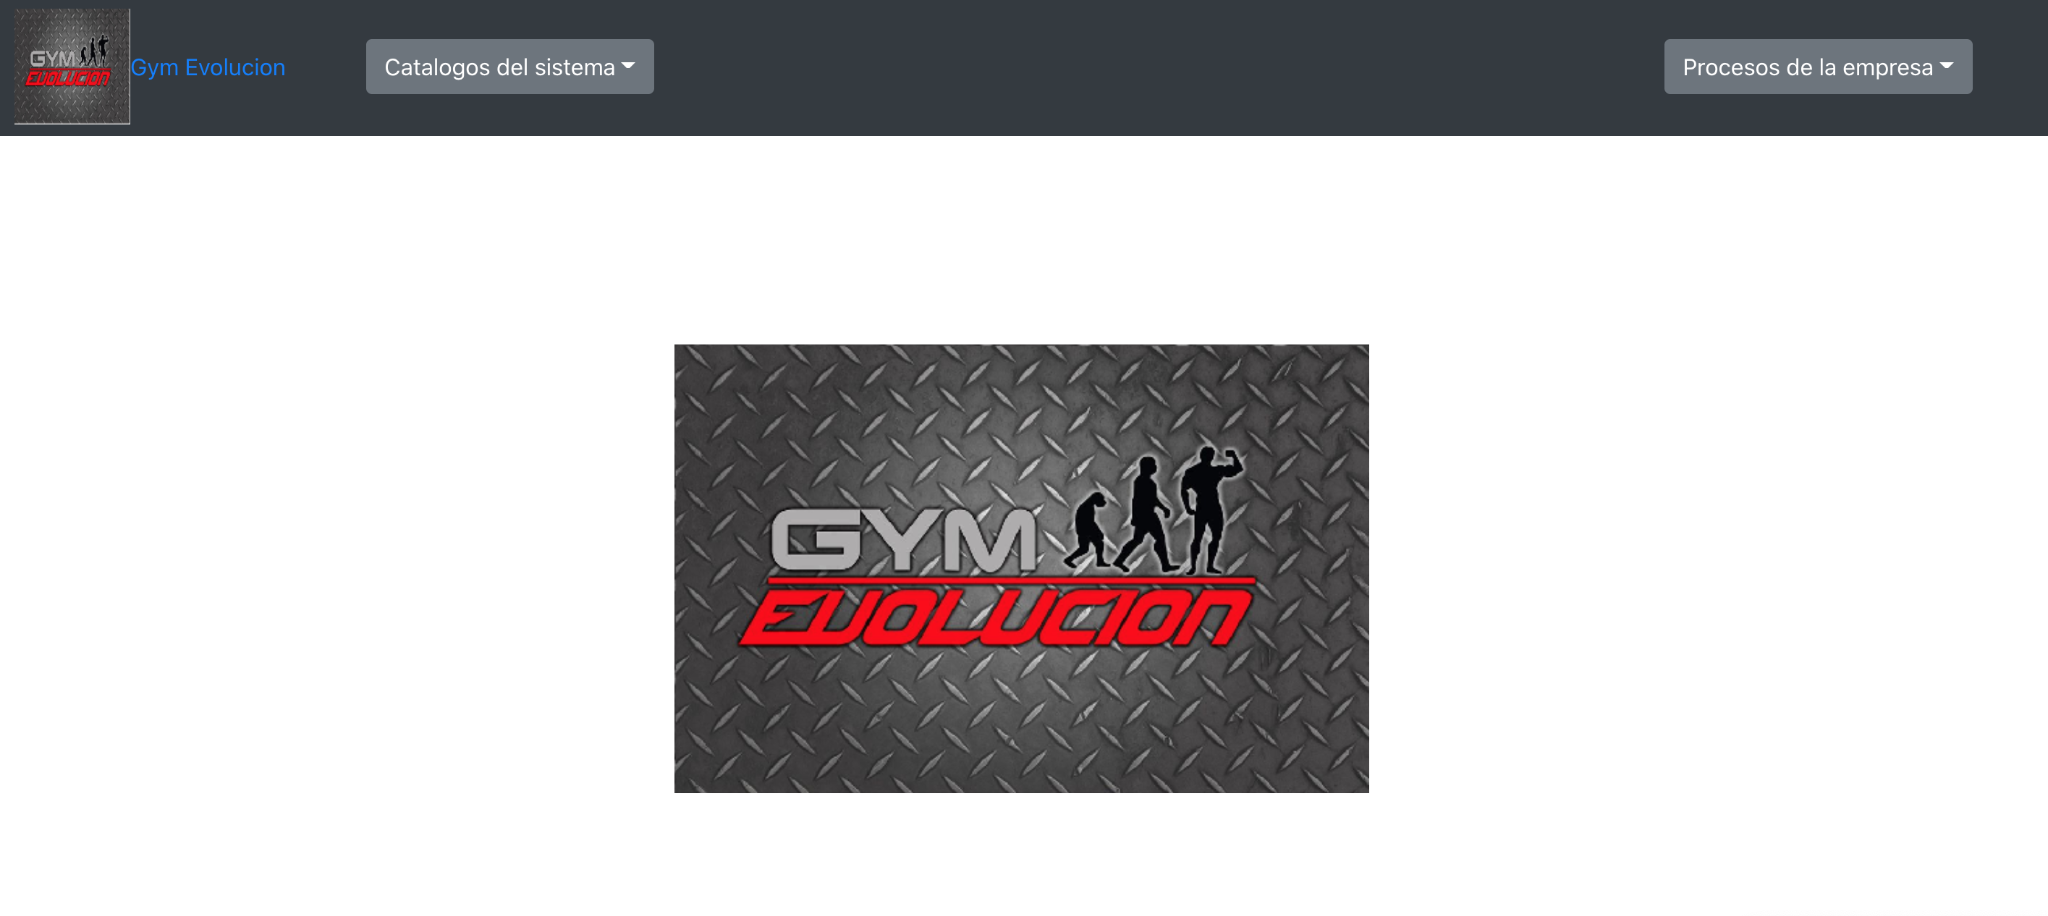 GYM
EVOLUCION
Gym Evolucion
Catalogos del sistema
Procesos de la empresa
GYM
EVOLUCION